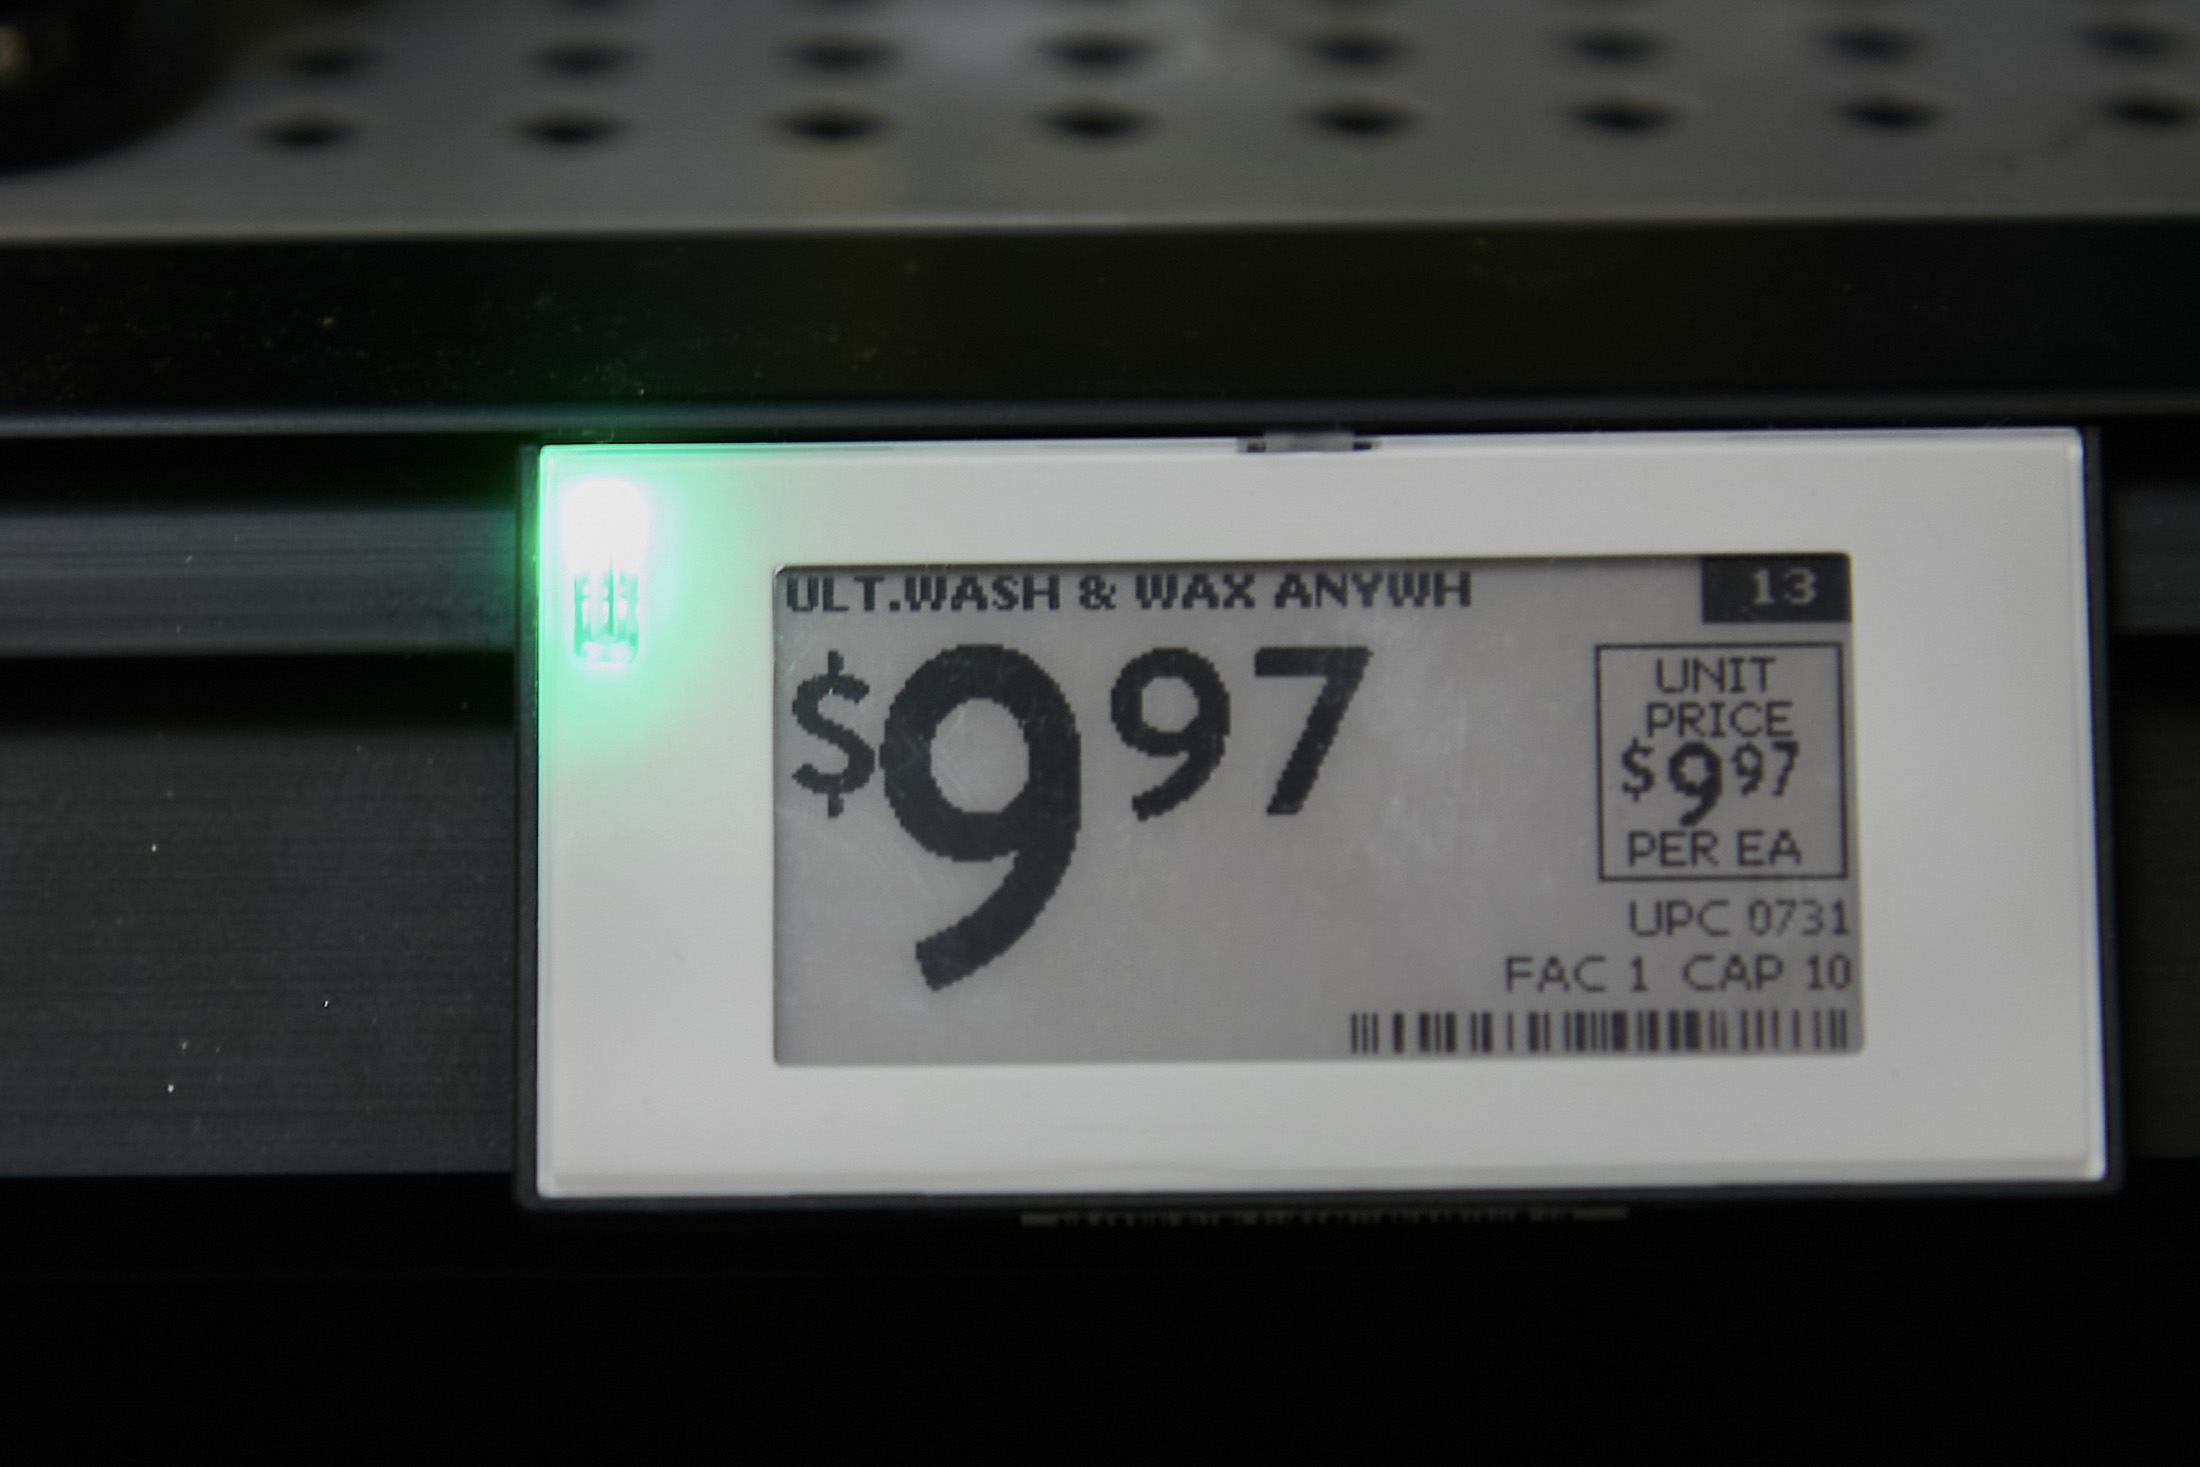 ULT.WASH & WAX ANYWH
13
$997
UNIT
PRICE
$997
PER EA
UPC 0731
FAC 1 CAP 10